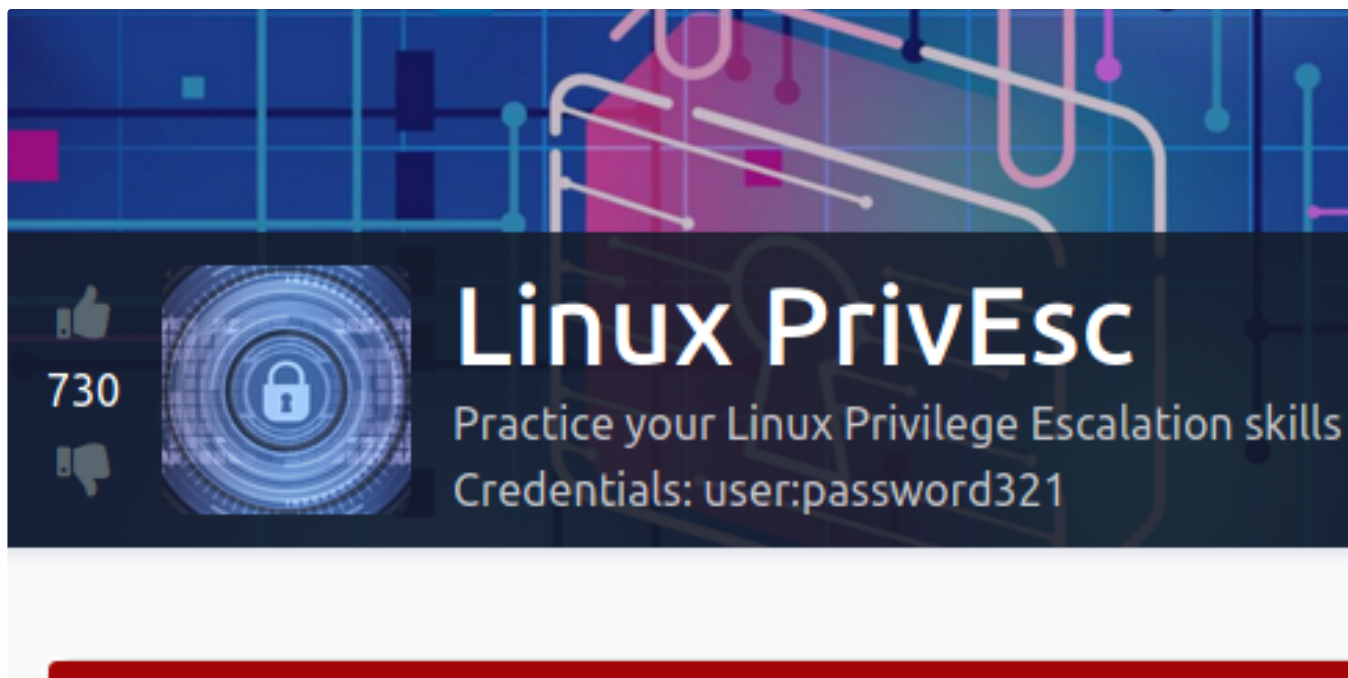 Linux PrivEsc
730
Practice your Linux Privilege Escalation skills
Credentials: user:password321